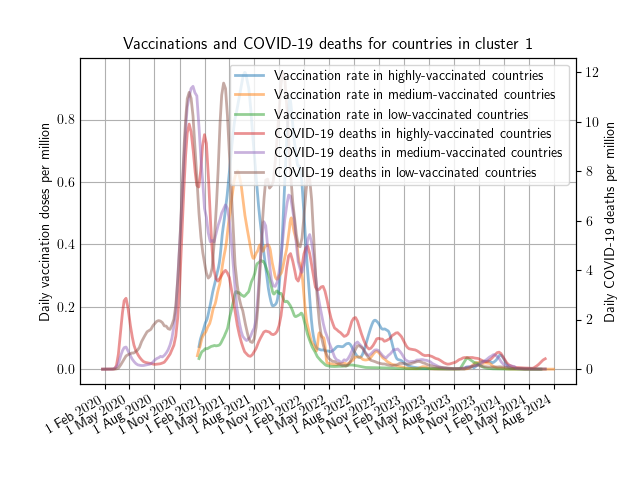 Vaccinations and COVID-19 deaths for countries in cluster 1
Vaccination rate in highly-vaccinated countries
Vaccination rate in medium-vaccinated countries
Vaccination rate in low-vaccinated countries
COVID-19 deaths in highly-vaccinated countries
COVID-19 deaths in medium-vaccinated countries
COVID-19 deaths in low-vaccinated countries
Daily vaccination doses per million
0.8
0.6
0.4
0.2
0.0
Daily COVID-19 deaths per million
12
10
8
6
4
2
0
1 Feb 2020
1 May 2020
1 Aug 2020
1 Nov 2020
1 Feb 2021
1 May 2021
1 Aug 2021
1 Nov 2021
1 Feb 2022
1 May 2022
1 Aug 2022
1 Nov 2022
1 Feb 2023
1 May 2023
1 Aug 2023
1 Nov 2023
1 Feb 2024
1 May 2024
1 Aug 2024